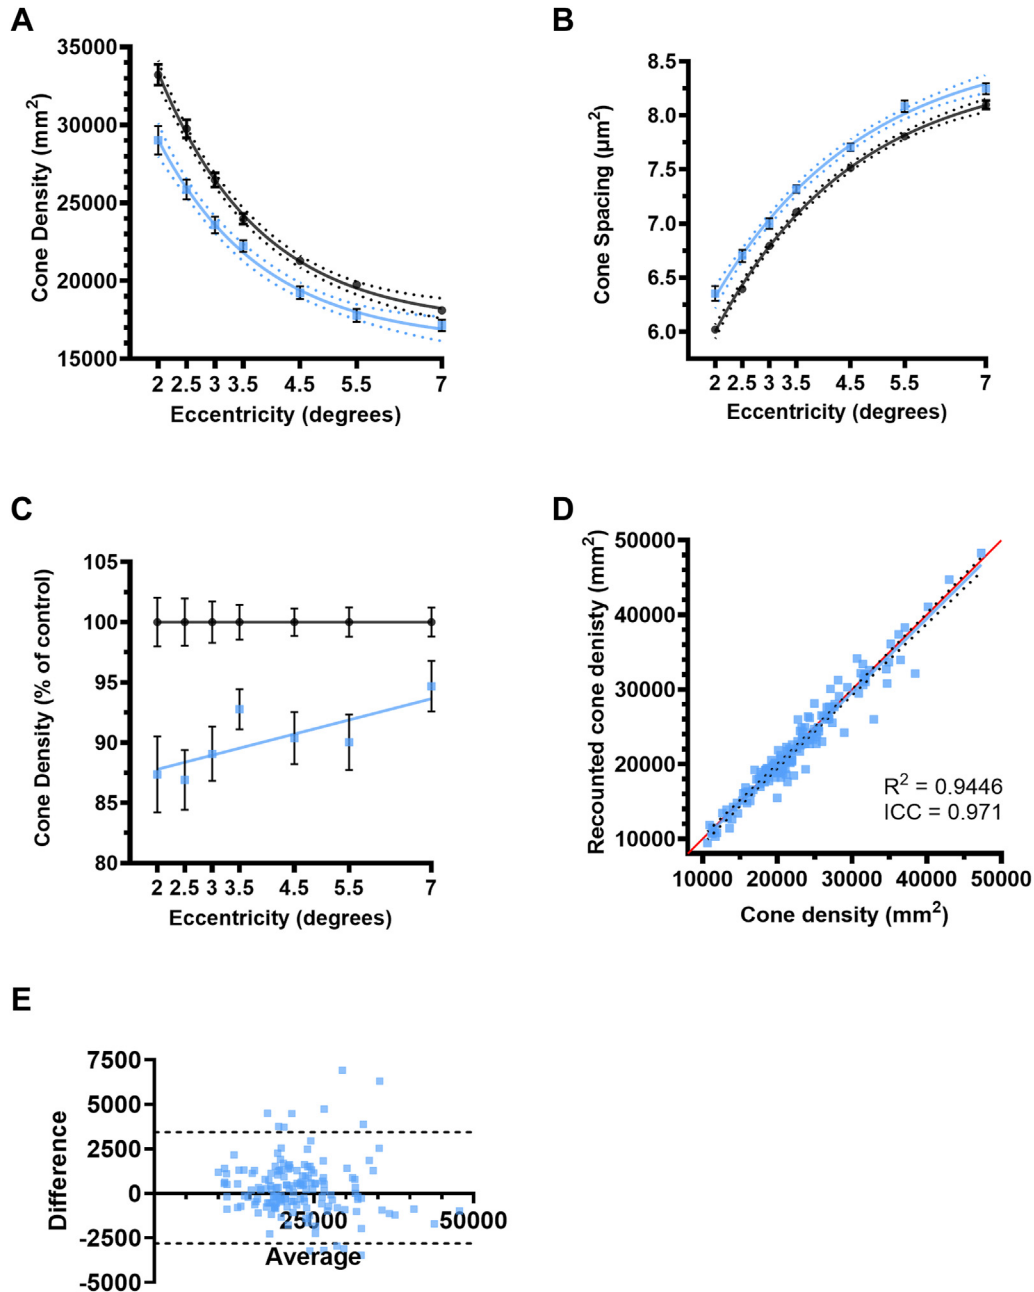 A
35000
30000
25000
20000
15000
Cone Density (mm²)
2 2.5 3 3.5 4.5 5.5 7
Eccentricity (degrees)
B
8.5
8.0
7.5
7.0
6.5
6.0
Cone Spacing (µm²)
2 2.5 3 3.5 4.5 5.5 7
Eccentricity (degrees)
C
105
100
95
90
85
80
Cone Density (% of control)
2 2.5 3 3.5 4.5 5.5 7
Eccentricity (degrees)
D
50000
40000
30000
20000
10000
Recounted cone denisty (mm²)
R² = 0.9446
ICC = 0.971
10000 20000 30000 40000 50000
Cone density (mm²)
E
7500
5000
2500
0
-2500
-5000
Difference
25000 50000
Average